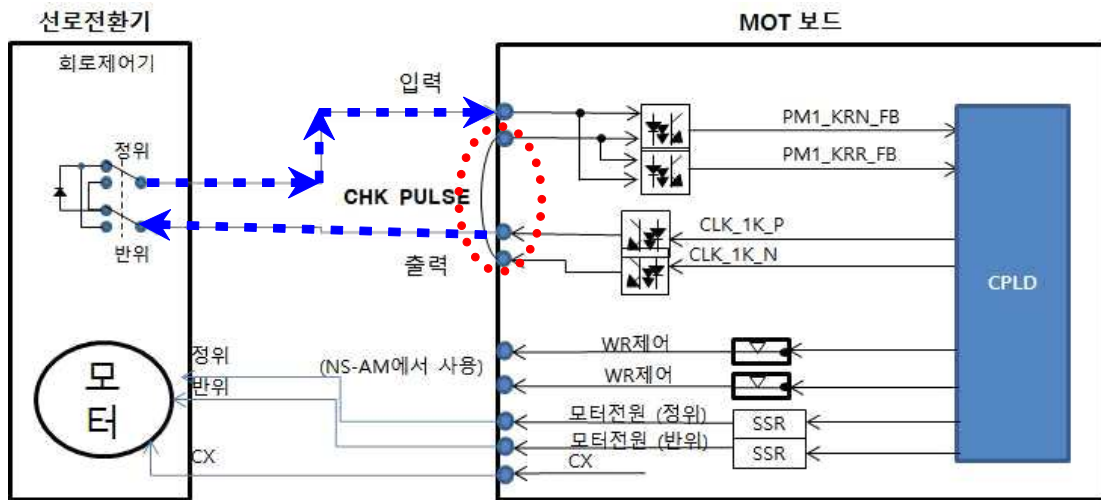 선로전환기
MOT 보드
회로제어기
입력
정위
PM1_KRN_FB
PM1_KRR_FB
CHK PULSE
반위
출력
CLK_1K_P
CLK_1K_N
CPLD
모터
정위
반위
(NS-AM에서 사용)
CX
WR제어
WR제어
모터전원 (정위)
SSR
모터전원 (반위)
SSR
CX